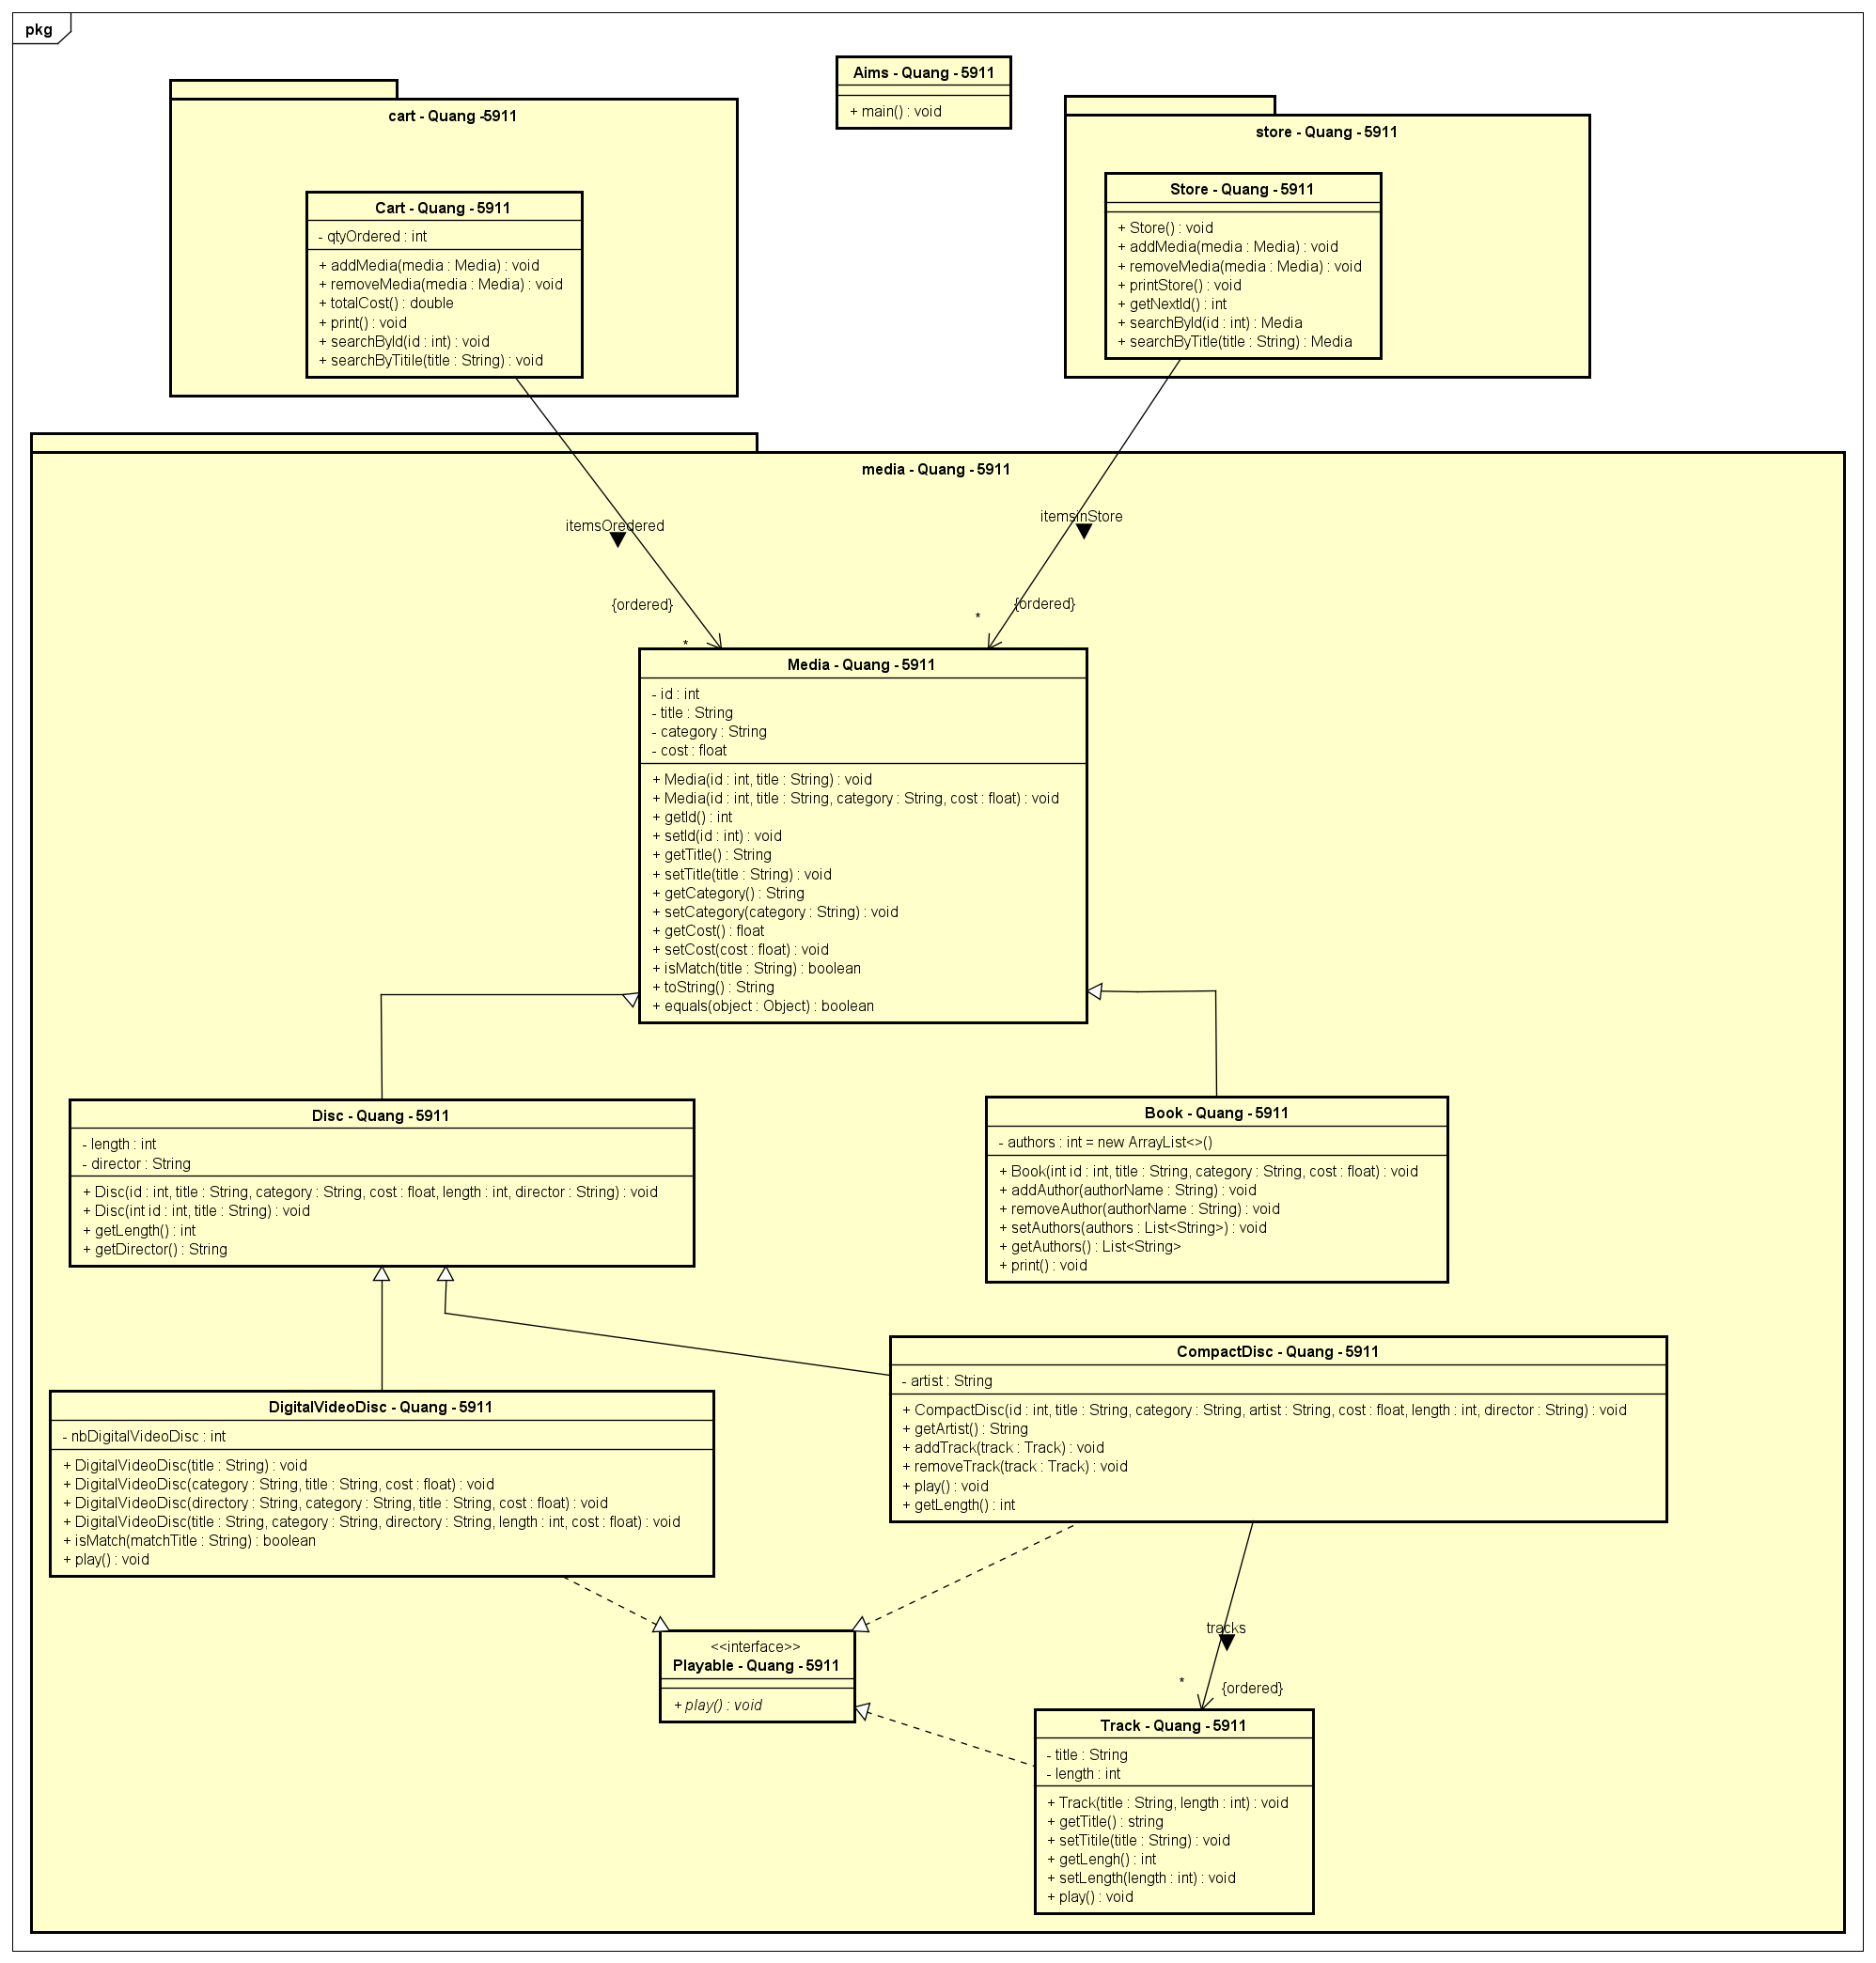 pkg
Aims - Quang - 5911
+ main() : void
cart - Quang -5911
Cart - Quang - 5911
- qtyOrdered : int
+ addMedia(media : Media) : void
+ removeMedia(media : Media) : void
+ totalCost() : double
+ print() : void
+ searchById(id : int) : void
+ searchByTitile(title : String) : void
store - Quang - 5911
Store - Quang - 5911
+ Store() : void
+ addMedia(media : Media) : void
+ removeMedia(media : Media) : void
+ printStore() : void
+ getNextId() : int
+ searchById(id : int) : Media
+ searchByTitle(title : String) : Media
media - Quang - 5911
itemsOredered
itemsinStore
{ordered}
*
{ordered}
*
Media - Quang - 5911
- id : int
- title : String
- category : String
- cost : float
+ Media(id : int, title : String) : void
+ Media(id : int, title : String, category : String, cost : float) : void
+ getId() : int
+ setId(id : int) : void
+ getTitle() : String
+ setTitle(title : String) : void
+ getCategory() : String
+ setCategory(category : String) : void
+ getCost() : float
+ setCost(cost : float) : void
+ isMatch(title : String) : boolean
+ toString() : String
+ equals(object : Object) : boolean
Disc - Quang - 5911
- length : int
- director : String
+ Disc(id : int, title : String, category : String, cost : float, length : int, director : String) : void
+ Disc(int id : int, title : String) : void
+ getLength() : int
+ getDirector() : String
Book - Quang - 5911
- authors : int = new ArrayList<>()
+ Book(int id : int, title : String, category : String, cost : float) : void
+ addAuthor(authorName : String) : void
+ removeAuthor(authorName : String) : void
+ setAuthors(authors : List<String>) : void
+ getAuthors() : List<String>
+ print() : void
CompactDisc - Quang - 5911
- artist : String
+ CompactDisc(id : int, title : String, category : String, artist : String, cost : float, length : int, director : String) : void
+ getArtist() : String
+ addTrack(track : Track) : void
+ removeTrack(track : Track) : void
+ play() : void
+ getLength() : int
DigitalVideoDisc - Quang - 5911
- nbDigitalVideoDisc : int
+ DigitalVideoDisc(title : String) : void
+ DigitalVideoDisc(category : String, title : String, cost : float) : void
+ DigitalVideoDisc(directory : String, category : String, title : String, cost : float) : void
+ DigitalVideoDisc(title : String, category : String, directory : String, length : int, cost : float) : void
+ isMatch(matchTitle : String) : boolean
+ play() : void
<<interface>>
Playable - Quang - 5911
+ play() : void
tracks
*
{ordered}
Track - Quang - 5911
- title : String
- length : int
+ Track(title : String, length : int) : void
+ getTitle() : string
+ setTitile(title : String) : void
+ getLengh() : int
+ setLength(length : int) : void
+ play() : void